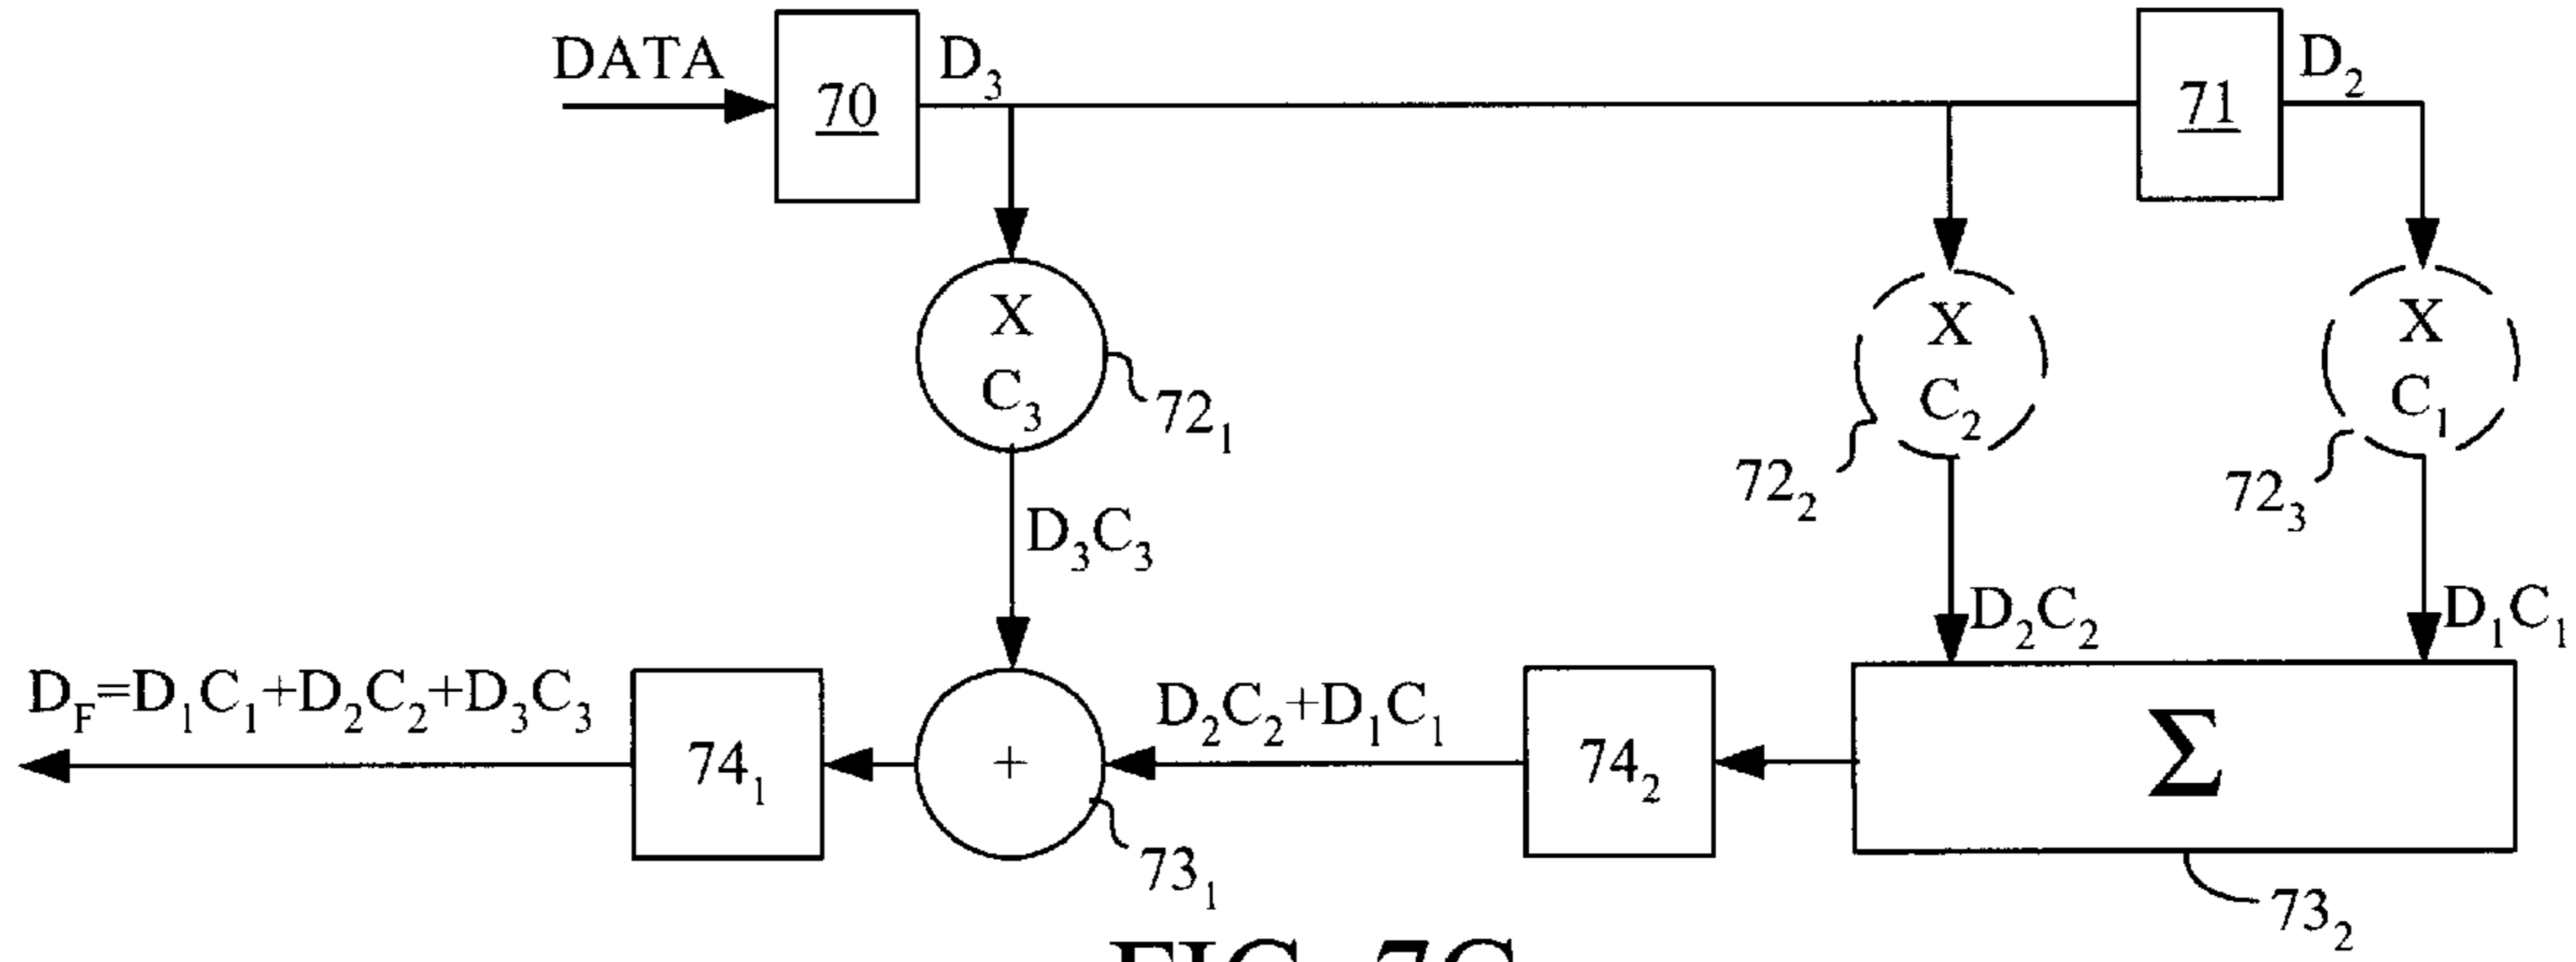 DATA
70
D₃
71
D₂
X
C₃
72₁
X
C₂
72₂
X
C₁
72₃
D₃C₃
D₂C₂
D₁C₁
D_F=D₁C₁+D₂C₂+D₃C₃
74₁
+
73₁
D₂C₂+D₁C₁
74₂
Σ
73₂